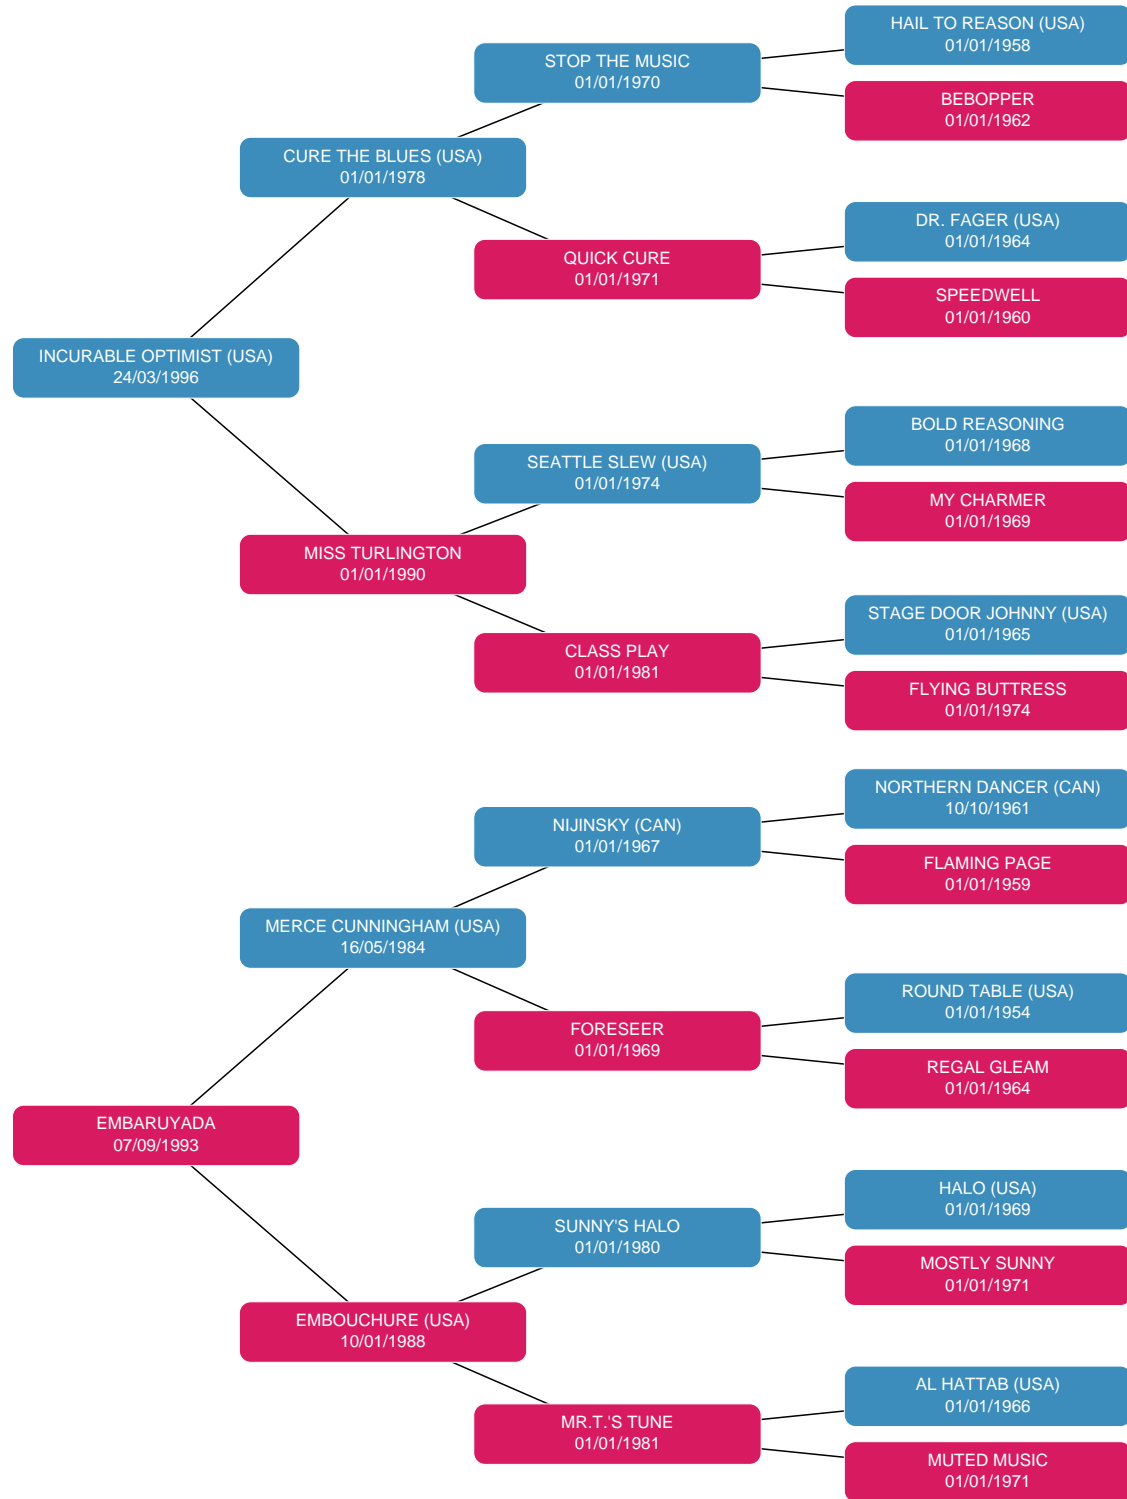 HAIL TO REASON (USA)
01/01/1958
STOP THE MUSIC
01/01/1970
BEBOPPER
01/01/1962
CURE THE BLUES (USA)
01/01/1978
DR. FAGER (USA)
01/01/1964
QUICK CURE
01/01/1971
SPEEDWELL
01/01/1960
INCURABLE OPTIMIST (USA)
24/03/1996
BOLD REASONING
01/01/1968
SEATTLE SLEW (USA)
01/01/1974
MY CHARMER
01/01/1969
MISS TURLINGTON
01/01/1990
STAGE DOOR JOHNNY (USA)
01/01/1965
CLASS PLAY
01/01/1981
FLYING BUTTRESS
01/01/1974
NORTHERN DANCER (CAN)
10/10/1961
NIJINSKY (CAN)
01/01/1967
FLAMING PAGE
01/01/1959
MERCE CUNNINGHAM (USA)
16/05/1984
ROUND TABLE (USA)
01/01/1954
FORESEER
01/01/1969
REGAL GLEAM
01/01/1964
EMBARUYADA
07/09/1993
HALO (USA)
01/01/1969
SUNNY'S HALO
01/01/1980
MOSTLY SUNNY
01/01/1971
EMBOUCHURE (USA)
10/01/1988
AL HATTAB (USA)
01/01/1966
MR.T.'S TUNE
01/01/1981
MUTED MUSIC
01/01/1971